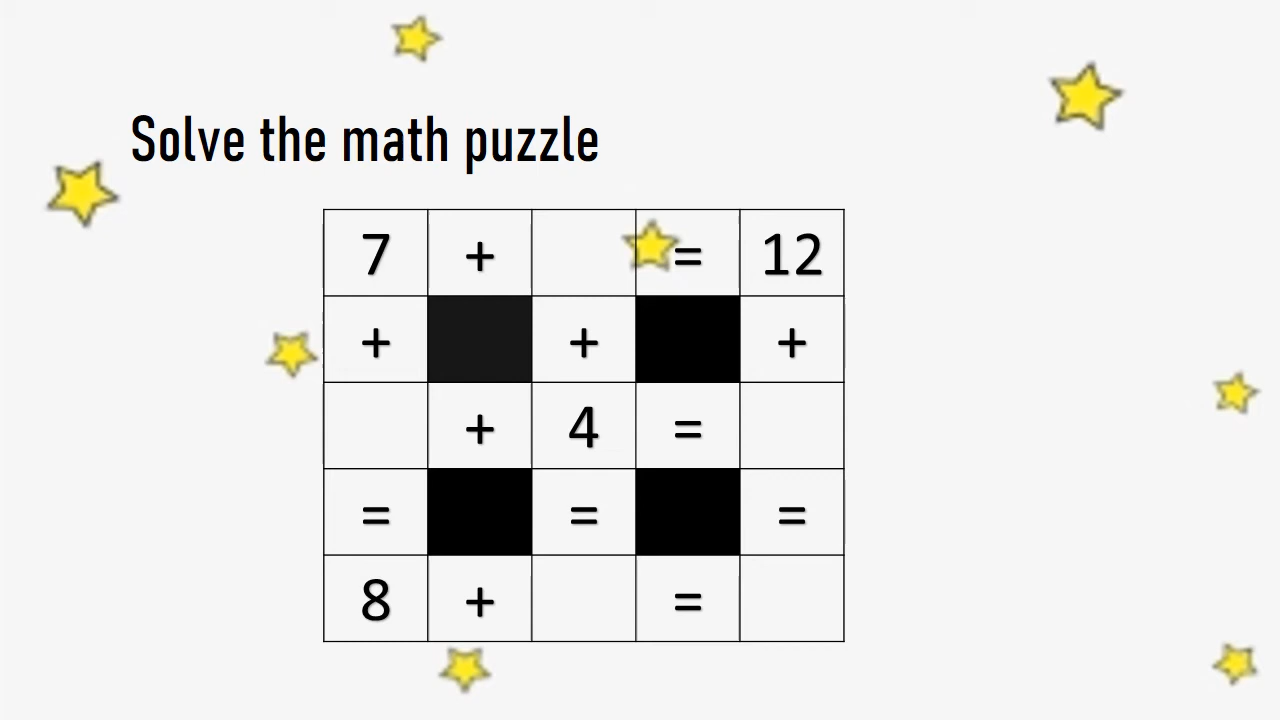 Solve the math puzzle
7 + = 12
+ + +
+ 4 =
= = =
8 + =